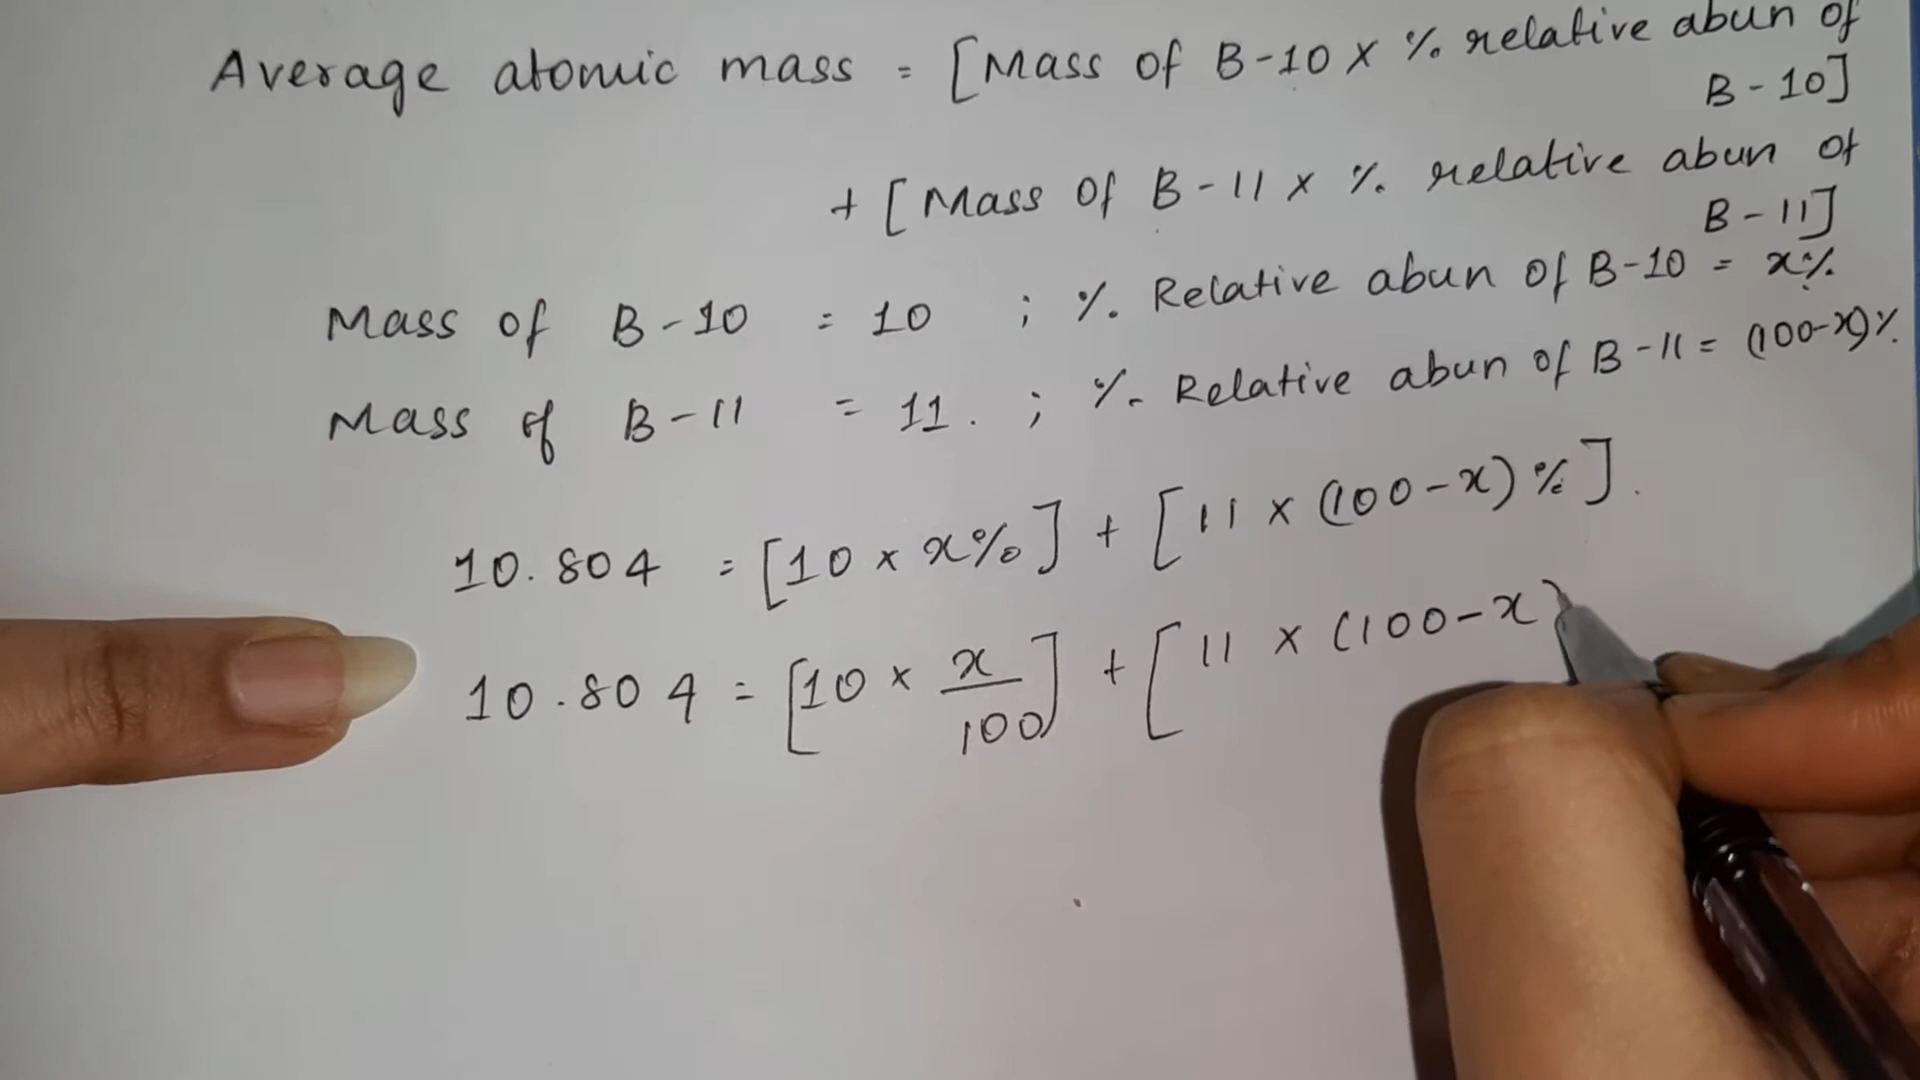 Average atomic mass = [Mass of B-10 x % relative abun of
B-10]
+ [Mass of B-11 x % relative abun of
B-11]
Mass of B-10 = 10 ; % Relative abun of B-10 = x%
Mass of B-11 = 11. ; % Relative abun of B-11 = (100-x)%
10.804 = [10 x x%] + [11 x (100-x)%].
10.804 = [10 x x/100] + [11 x (100-x)